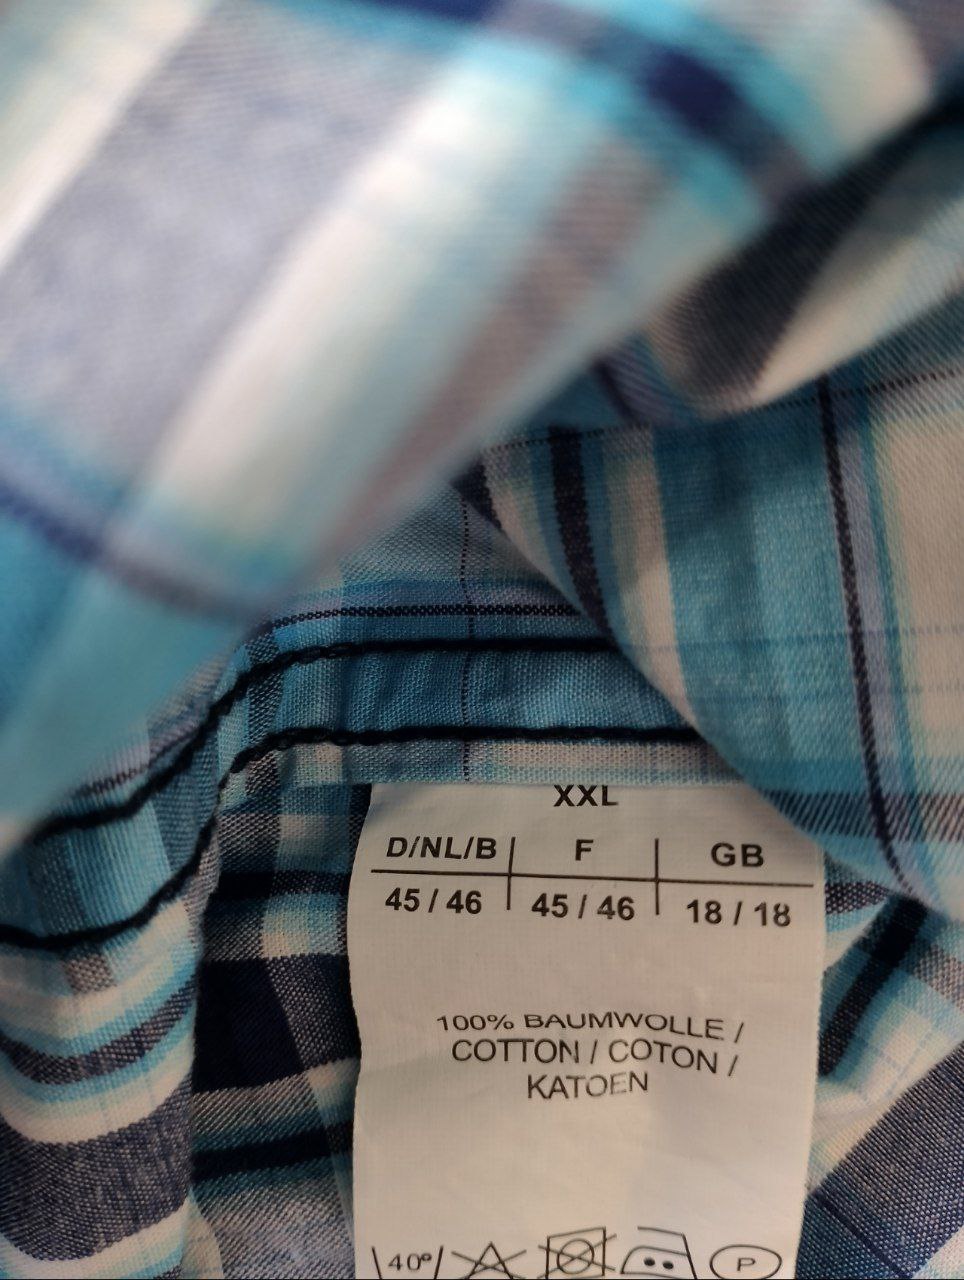 XXL
D/NL/B F GB
45 / 46 45 / 46 18 / 18
100% BAUMWOLLE /
COTTON / COTON /
KATOEN
40° P